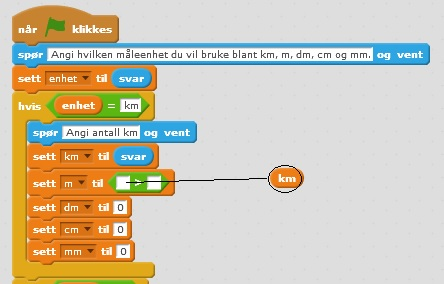 når klikkes
spør Angi hvilken måleenhet du vil bruke blant km, m, dm, cm og mm. og vent
sett enhet til svar
hvis enhet = km
spør Angi antall km og vent
sett km til svar
sett m til > km
sett dm til 0
sett cm til 0
sett mm til 0